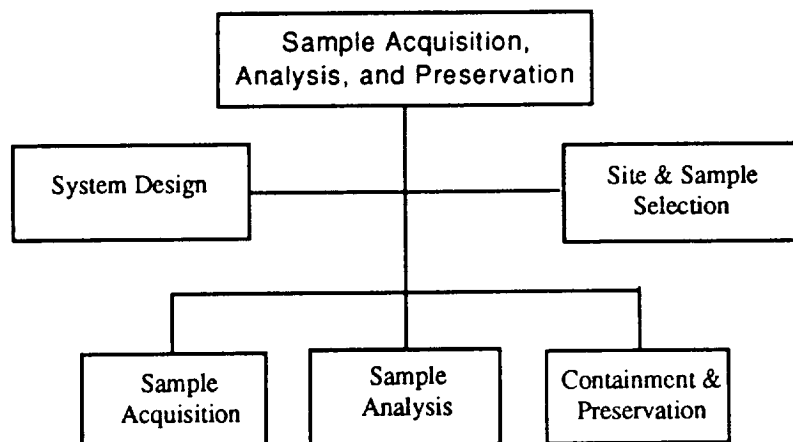 Sample Acquisition,
Analysis, and Preservation
System Design
Site & Sample
Selection
Sample
Acquisition
Sample
Analysis
Containment &
Preservation